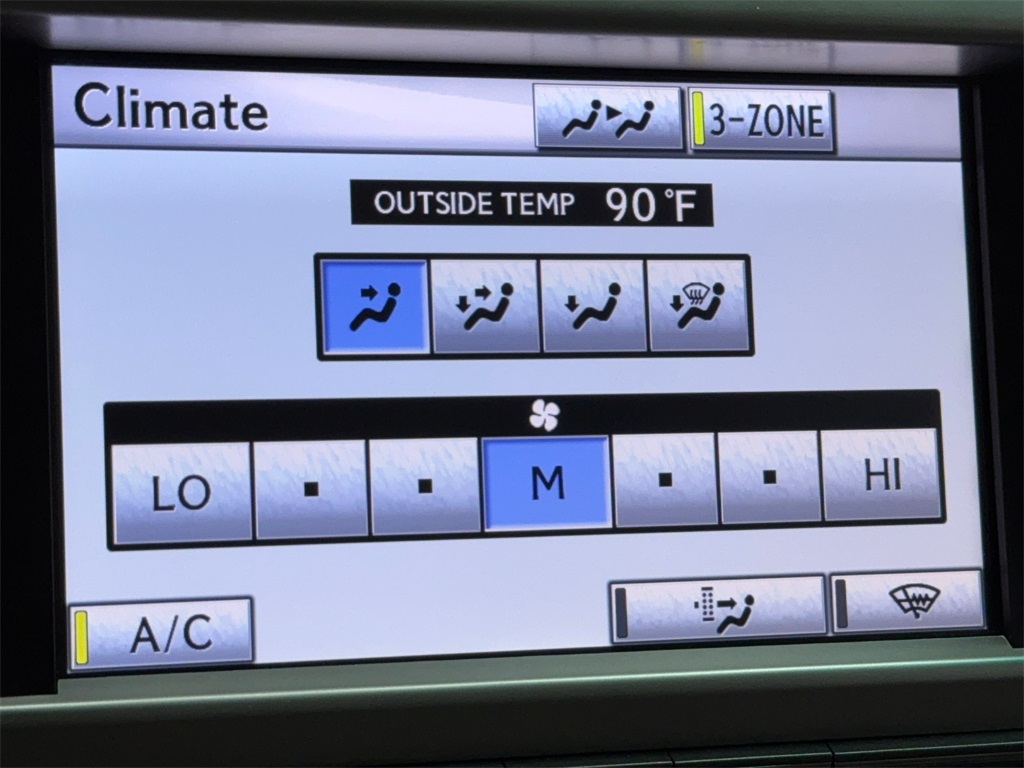 Climate
3-ZONE
OUTSIDE TEMP 90°F
LO M HI
A/C